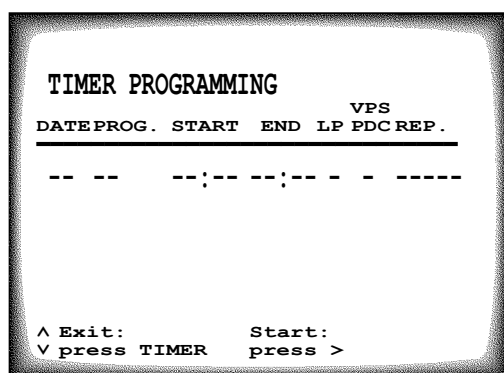 TIMER PROGRAMMING
VPS
DATE PROG. START END LP PDC REP.
-- -- --:-- --:-- - - -----
^ Exit: Start:
v press TIMER press >